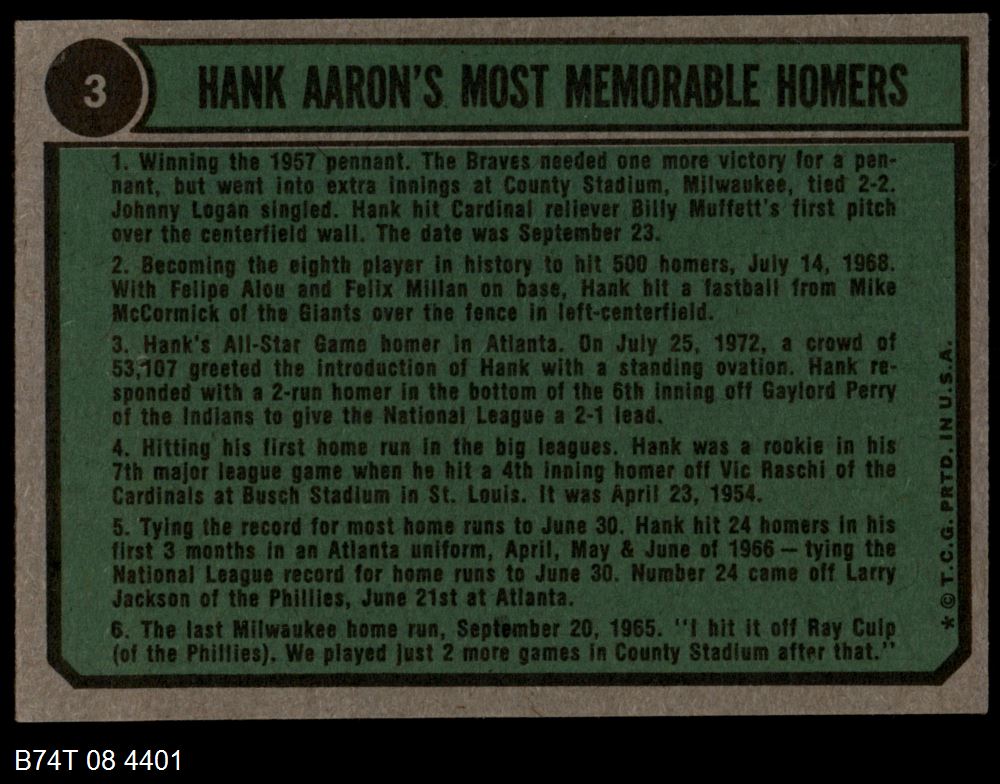 3
HANK AARON'S MOST MEMORABLE HOMERS
1. Winning the 1957 pennant. The Braves needed one more victory for a pen-
nant, but went into extra innings at County Stadium, Milwaukee, tied 2-2.
Johnny Logan singled. Hank hit Cardinal reliever Billy Muffett's first pitch
over the centerfield wall. The date was September 23.
2. Becoming the eighth player in history to hit 500 homers, July 14, 1968.
With Felipe Alou and Felix Millan on base, Hank hit a fastball from Mike
McCormick of the Giants over the fence in left-centerfield.
3. Hank's All-Star Game homer in Atlanta. On July 25, 1972, a crowd of
53,107 greeted the introduction of Hank with a standing ovation. Hank re-
sponded with a 2-run homer in the bottom of the 6th inning off Gaylord Perry
of the Indians to give the National League a 2-1 lead.
4. Hitting his first home run in the big leagues. Hank was a rookie in his
7th major league game when he hit a 4th inning homer off Vic Raschi of the
Cardinals at Busch Stadium in St. Louis. It was April 23, 1954.
5. Tying the record for most home runs to June 30. Hank hit 24 homers in his
first 3 months in an Atlanta uniform, April, May & June of 1966 — tying the
National League record for home runs to June 30. Number 24 came off Larry
Jackson of the Phillies, June 21st at Atlanta.
6. The last Milwaukee home run, September 20, 1965. "I hit it off Ray Culp
(of the Phillies). We played just 2 more games in County Stadium after that."
* © T.C.G. PRTD. IN U.S.A.
B74T 08 4401